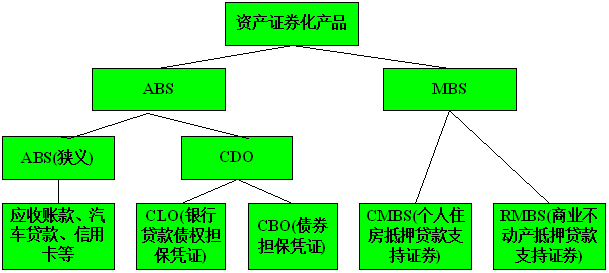 资产证券化产品
ABS
MBS
ABS(狭义)
CDO
应收账款、汽
车贷款、信用
卡等
CLO(银行
贷款债权担
保凭证)
CBO(债券
担保凭证)
CMBS(个人住
房抵押贷款支
持证券)
RMBS(商业不
动产抵押贷款
支持证券)